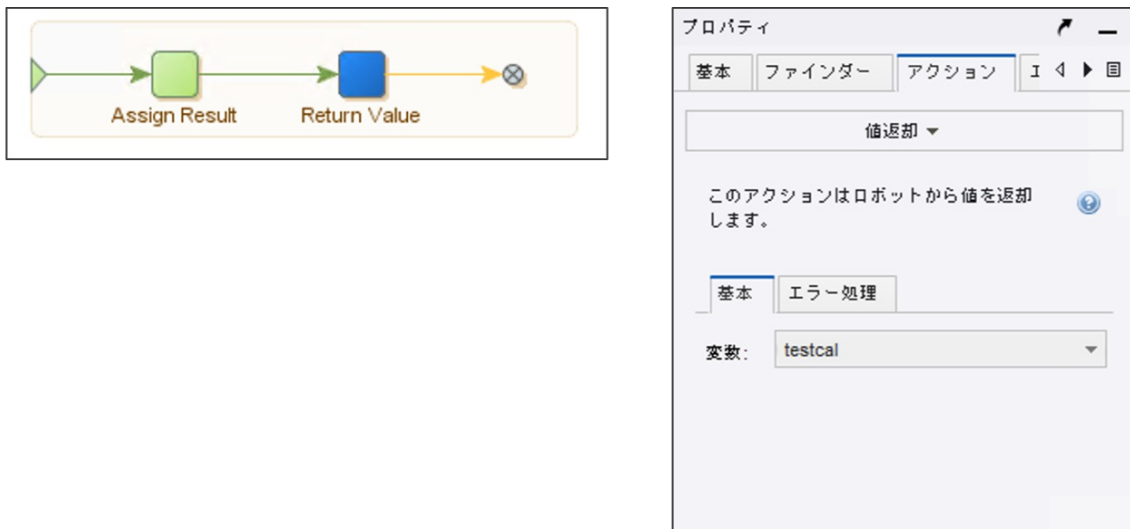 Assign Result
Return Value
プロパティ
基本 ファインダー アクション エ
値返却
このアクションはロボットから値を返却
します。
基本 エラー処理
変数: testcal